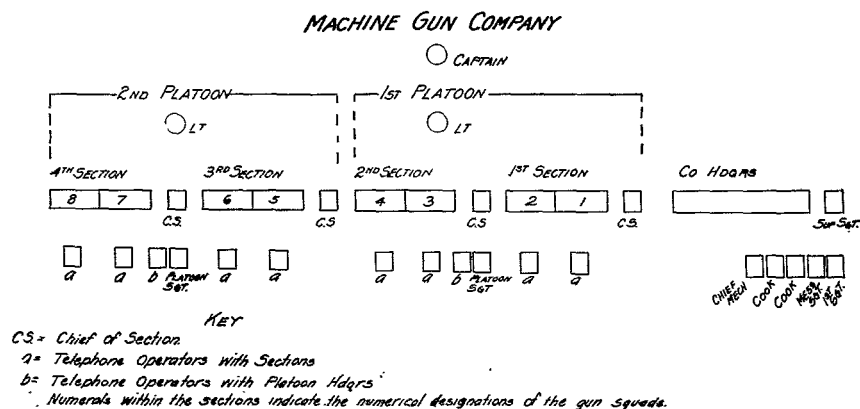 MACHINE GUN COMPANY
CAPTAIN
2ND PLATOON 1ST PLATOON
LT LT
4TH SECTION 3RD SECTION 2ND SECTION 1ST SECTION CO HDQRS
8 7 6 5 4 3 2 1
C.S. C.S C.S C.S. SUP SGT.
a a b PLATOON SGT. a a a a b PLATOON SGT a a CHIEF MECH COOK COOK MESS SGT. 1ST SGT.
KEY
C.S. = Chief of Section
a = Telephone Operators with Sections
b = Telephone Operators with Platoon Hdqrs
Numerals within the sections indicate the numerical designations of the gun squads.